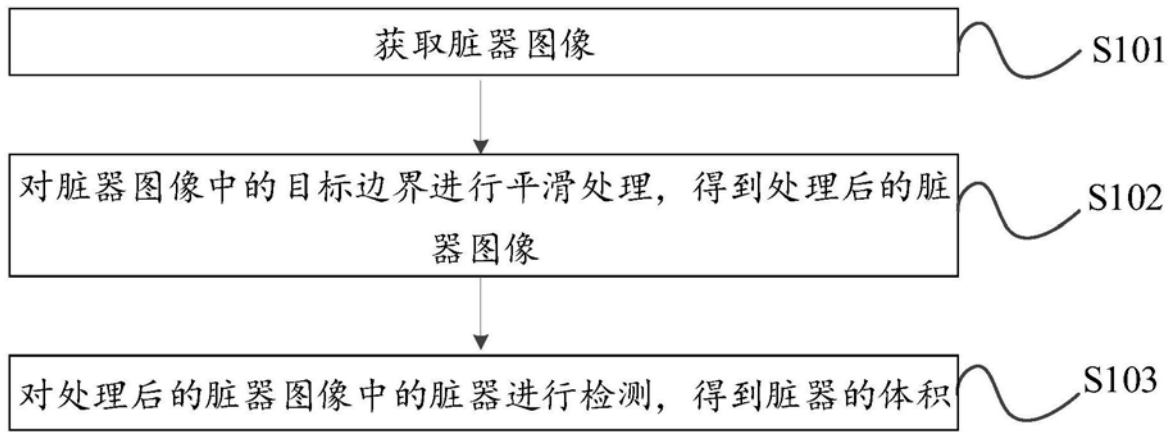 获取脏器图像
S101
对脏器图像中的目标边界进行平滑处理，得到处理后的脏
器图像
S102
对处理后的脏器图像中的脏器进行检测，得到脏器的体积
S103